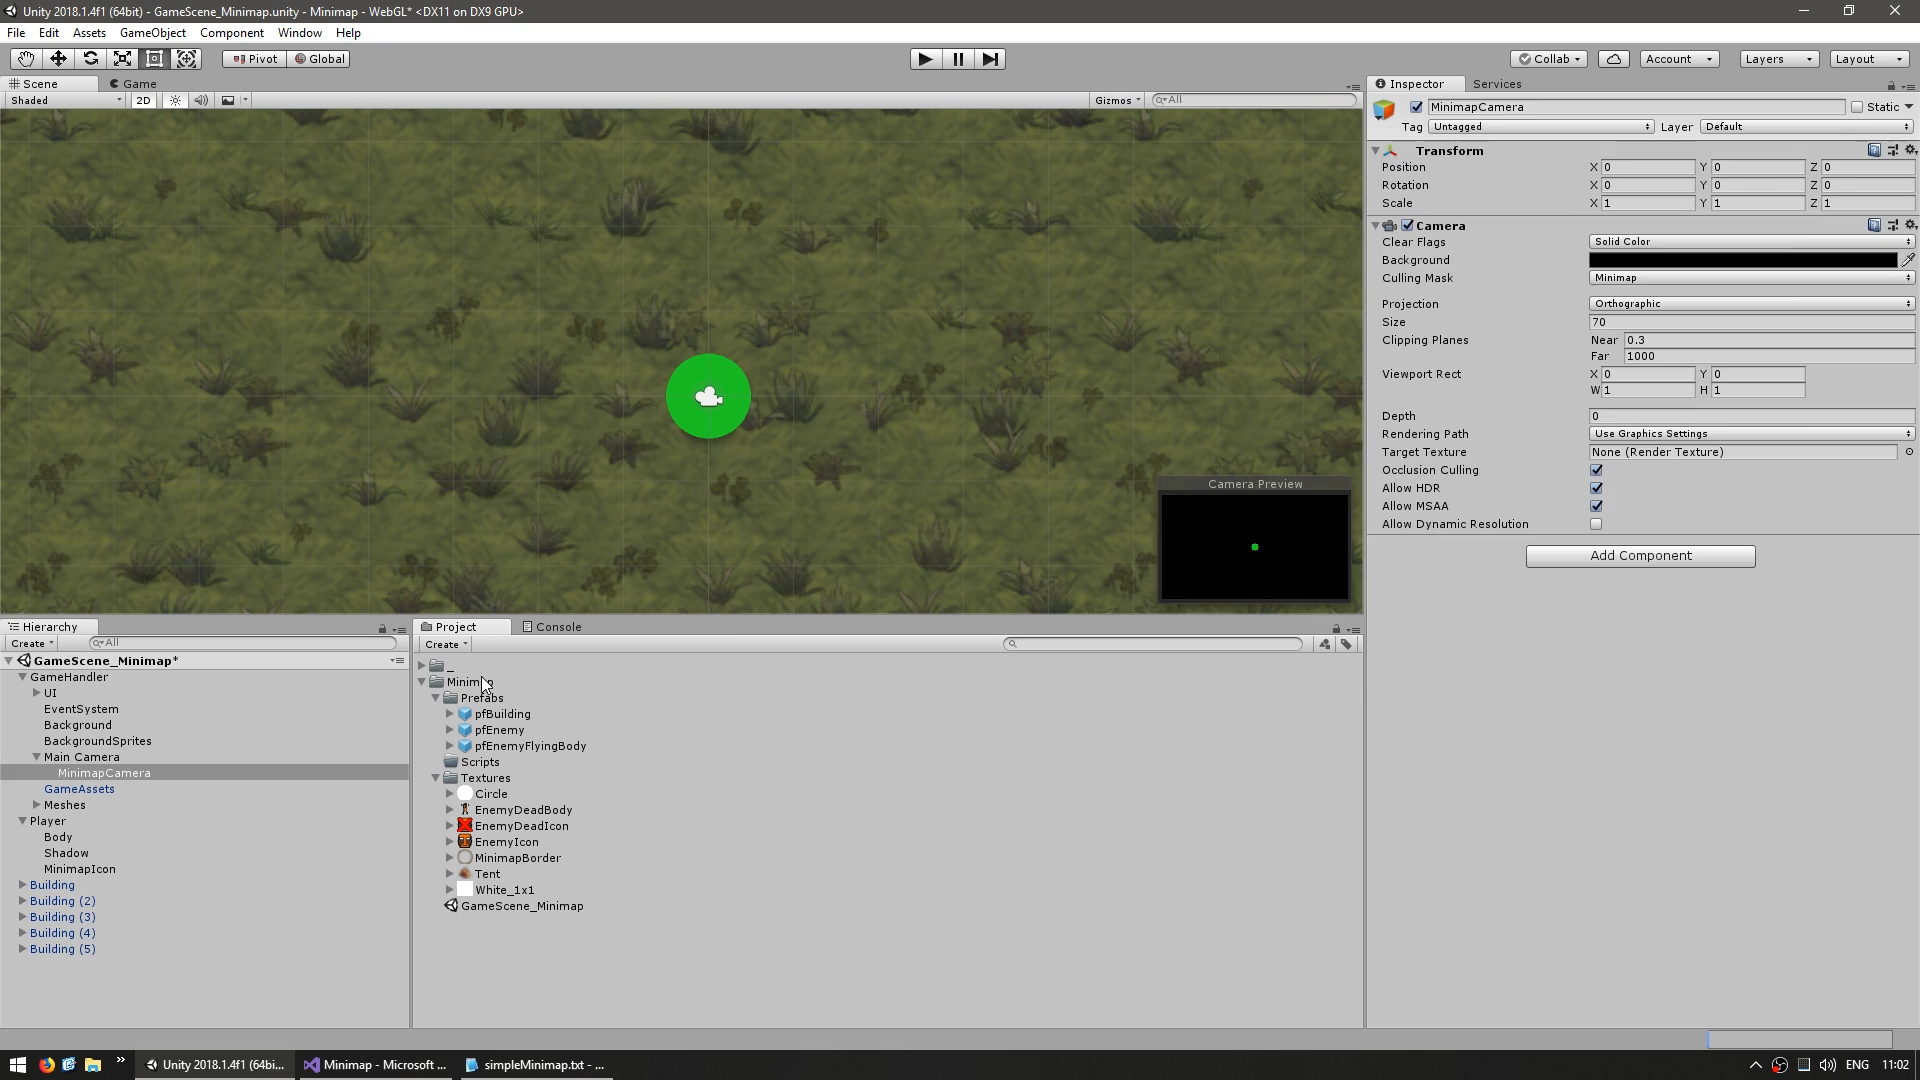 Unity 2018.1.4f1 (64bit) - GameScene_Minimap.unity - Minimap - WebGL* <DX11 on DX9 GPU>
File Edit Assets GameObject Component Window Help
Pivot Global Collab Account Layers Layout
Scene Game
Shaded 2D Gizmos All
Inspector Services
MinimapCamera Static
Tag Untagged Layer Default
Transform
Position X 0 Y 0 Z 0
Rotation X 0 Y 0 Z 0
Scale X 1 Y 1 Z 1
Camera
Clear Flags Solid Color
Background
Culling Mask Minimap
Projection Orthographic
Size 70
Clipping Planes Near 0.3
Far 1000
Viewport Rect X 0 Y 0
W 1 H 1
Depth 0
Rendering Path Use Graphics Settings
Target Texture None (Render Texture)
Occlusion Culling
Allow HDR
Allow MSAA
Allow Dynamic Resolution
Add Component
Camera Preview
Hierarchy
Create All
GameScene_Minimap*
GameHandler
UI
EventSystem
Background
BackgroundSprites
Main Camera
MinimapCamera
GameAssets
Meshes
Player
Body
Shadow
MinimapIcon
Building
Building (2)
Building (3)
Building (4)
Building (5)
Project Console
Create
_
Minimap
Prefabs
pfBuilding
pfEnemy
pfEnemyFlyingBody
Scripts
Textures
Circle
EnemyDeadBody
EnemyDeadIcon
EnemyIcon
MinimapBorder
Tent
White_1x1
GameScene_Minimap
» Unity 2018.1.4f1 (64bi... Minimap - Microsoft ... simpleMinimap.txt - ... ENG 11:02